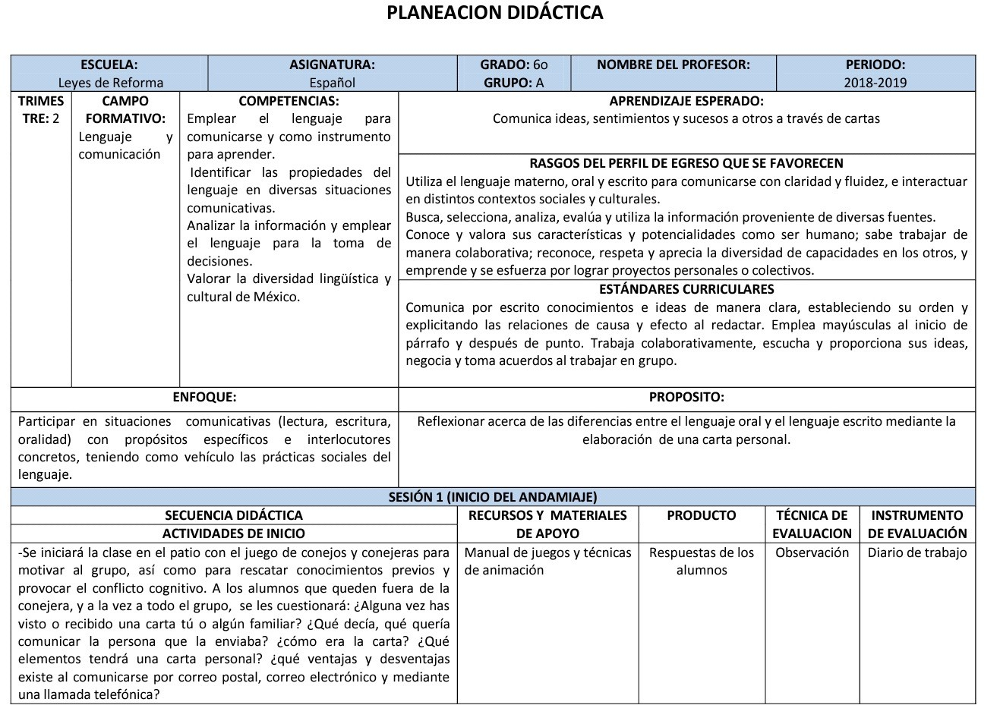 PLANEACION DIDÁCTICA
ESCUELA:
Leyes de Reforma
ASIGNATURA:
Español
GRADO: 6o
GRUPO: A
NOMBRE DEL PROFESOR:
PERIODO:
2018-2019
TRIMES
TRE: 2
CAMPO
FORMATIVO:
Lenguaje y
comunicación
COMPETENCIAS:
Emplear el lenguaje para
comunicarse y como instrumento
para aprender.
Identificar las propiedades del
lenguaje en diversas situaciones
comunicativas.
Analizar la información y emplear
el lenguaje para la toma de
decisiones.
Valorar la diversidad lingüística y
cultural de México.
APRENDIZAJE ESPERADO:
Comunica ideas, sentimientos y sucesos a otros a través de cartas
RASGOS DEL PERFIL DE EGRESO QUE SE FAVORECEN
Utiliza el lenguaje materno, oral y escrito para comunicarse con claridad y fluidez, e interactuar
en distintos contextos sociales y culturales.
Busca, selecciona, analiza, evalúa y utiliza la información proveniente de diversas fuentes.
Conoce y valora sus características y potencialidades como ser humano; sabe trabajar de
manera colaborativa; reconoce, respeta y aprecia la diversidad de capacidades en los otros, y
emprende y se esfuerza por lograr proyectos personales o colectivos.
ESTÁNDARES CURRICULARES
Comunica por escrito conocimientos e ideas de manera clara, estableciendo su orden y
explicitando las relaciones de causa y efecto al redactar. Emplea mayúsculas al inicio de
párrafo y después de punto. Trabaja colaborativamente, escucha y proporciona sus ideas,
negocia y toma acuerdos al trabajar en grupo.
ENFOQUE:
Participar en situaciones comunicativas (lectura, escritura,
oralidad) con propósitos específicos e interlocutores
concretos, teniendo como vehículo las prácticas sociales del
lenguaje.
PROPOSITO:
Reflexionar acerca de las diferencias entre el lenguaje oral y el lenguaje escrito mediante la
elaboración de una carta personal.
SESIÓN 1 (INICIO DEL ANDAMIAJE)
SECUENCIA DIDÁCTICA
ACTIVIDADES DE INICIO
RECURSOS Y MATERIALES
DE APOYO
PRODUCTO
TÉCNICA DE
EVALUACION
INSTRUMENTO
DE EVALUACIÓN
-Se iniciará la clase en el patio con el juego de conejos y conejeras para
motivar al grupo, así como para rescatar conocimientos previos y
provocar el conflicto cognitivo. A los alumnos que queden fuera de la
conejera, y a la vez a todo el grupo, se les cuestionará: ¿Alguna vez has
visto o recibido una carta tú o algún familiar? ¿Qué decía, qué quería
comunicar la persona que la enviaba? ¿cómo era la carta? ¿Qué
elementos tendrá una carta personal? ¿qué ventajas y desventajas
existe al comunicarse por correo postal, correo electrónico y mediante
una llamada telefónica?
Manual de juegos y técnicas
de animación
Respuestas de los
alumnos
Observación
Diario de trabajo